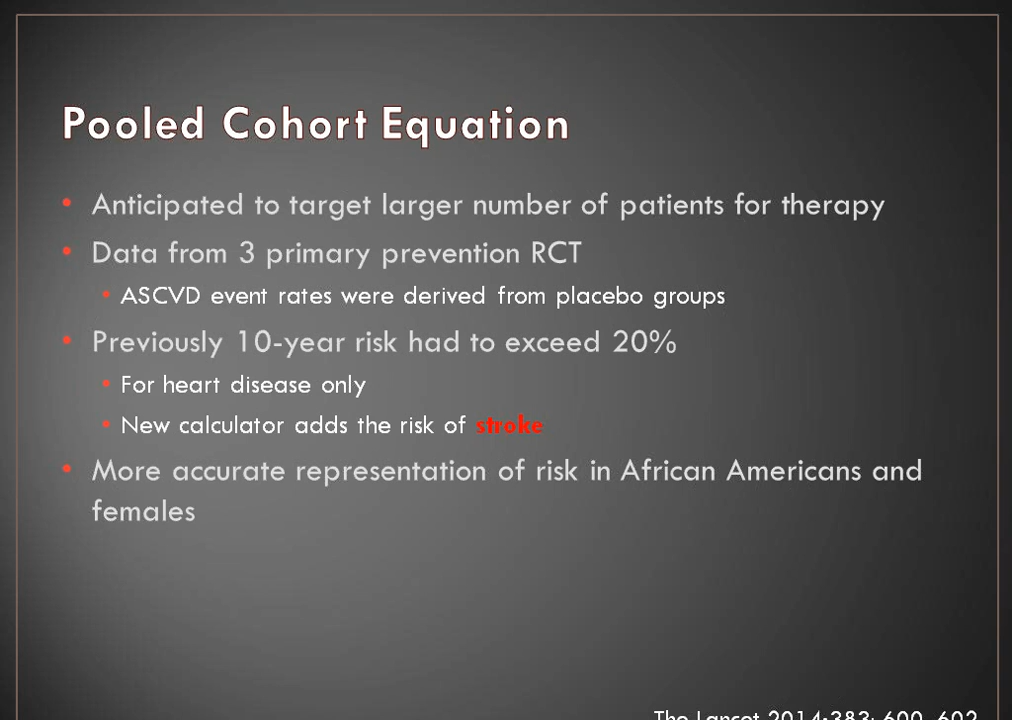 Pooled Cohort Equation
• Anticipated to target larger number of patients for therapy
• Data from 3 primary prevention RCT
• ASCVD event rates were derived from placebo groups
• Previously 10-year risk had to exceed 20%
• For heart disease only
• New calculator adds the risk of stroke
• More accurate representation of risk in African Americans and
females
The Lancet 2014;383: 600-602